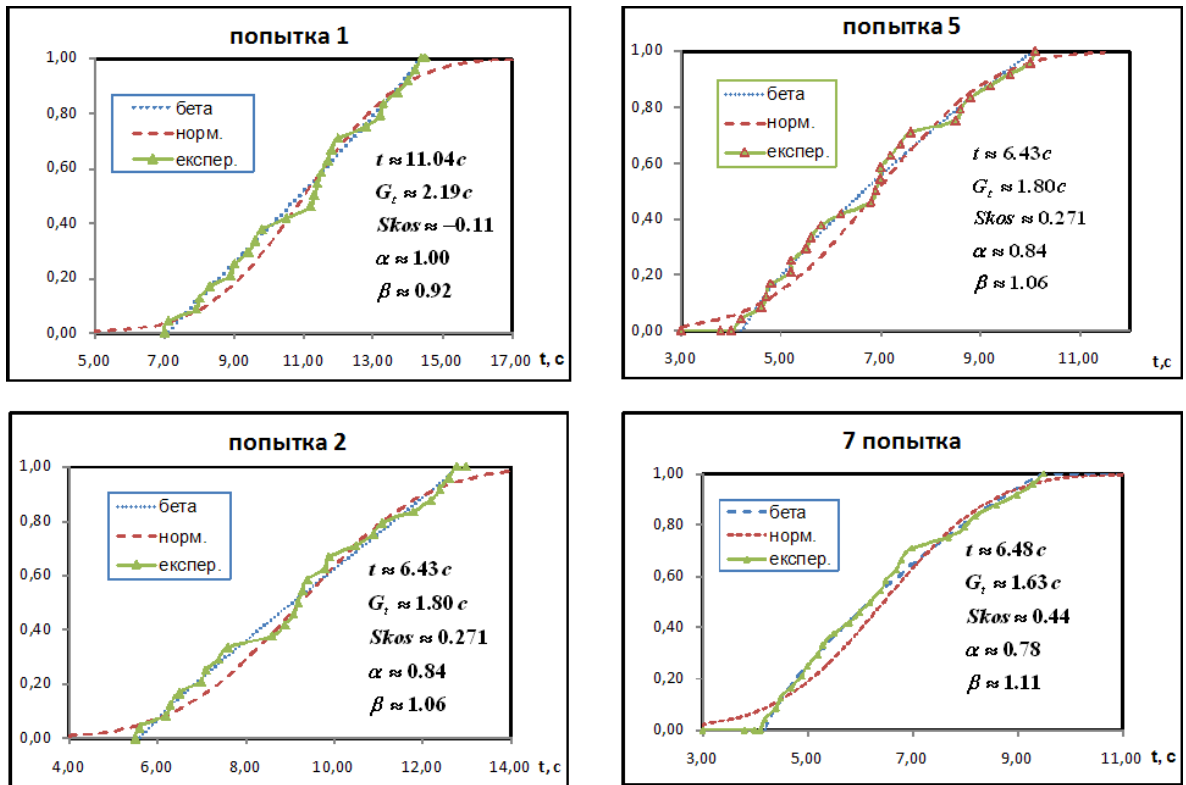 попытка 1
1,00
0,80
0,60
0,40
0,20
0,00
бета
норм.
експер.
t ≈ 11.04 c
G_t ≈ 2.19 c
Skos ≈ −0.11
α ≈ 1.00
β ≈ 0.92
5,00 7,00 9,00 11,00 13,00 15,00 17,00 t, c
попытка 5
1,00
0,80
0,60
0,40
0,20
0,00
бета
норм.
експер.
t ≈ 6.43 c
G_t ≈ 1.80 c
Skos ≈ 0.271
α ≈ 0.84
β ≈ 1.06
3,00 5,00 7,00 9,00 11,00 t,c
попытка 2
1,00
0,80
0,60
0,40
0,20
0,00
бета
норм.
експер.
t ≈ 6.43 c
G_t ≈ 1.80 c
Skos ≈ 0.271
α ≈ 0.84
β ≈ 1.06
4,00 6,00 8,00 10,00 12,00 14,00 t, c
7 попытка
1,00
0,80
0,60
0,40
0,20
0,00
бета
норм.
експер.
t ≈ 6.48 c
G_t ≈ 1.63 c
Skos ≈ 0.44
α ≈ 0.78
β ≈ 1.11
3,00 5,00 7,00 9,00 11,00 t, c